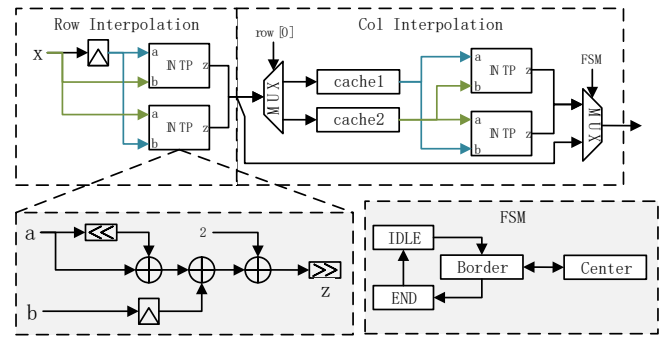 Row Interpolation
Col Interpolation
row[0]
FSM
x
a
b
INTP
z
a
b
INTP
z
MUX
cache1
cache2
a
b
INTP
z
a
b
INTP
z
MUX
a
<<
2
>>
z
b
FSM
IDLE
Border
Center
END